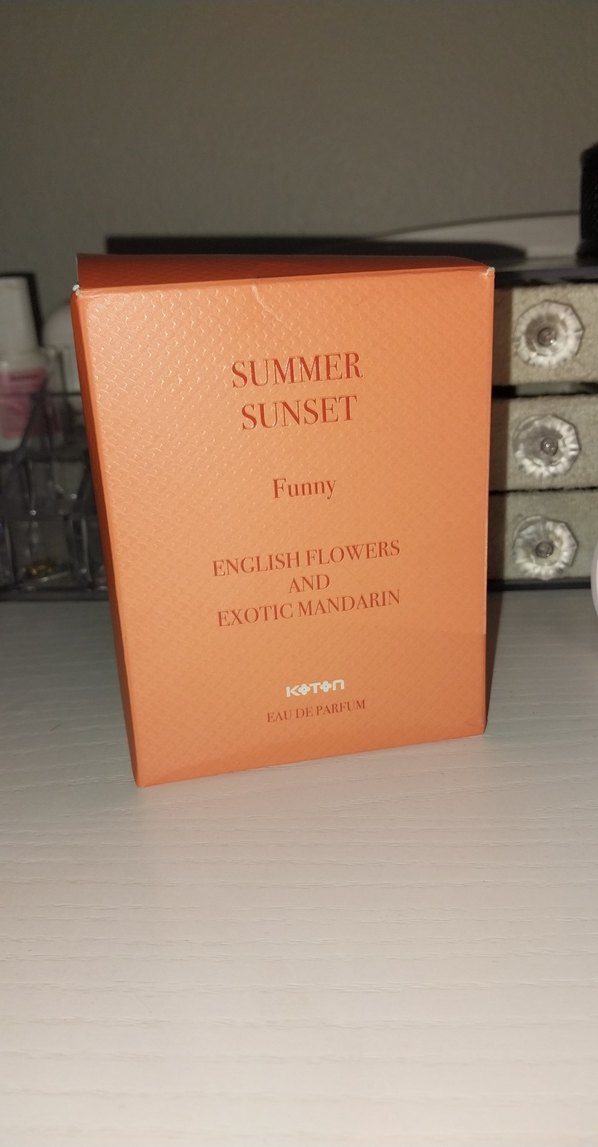 SUMMER
SUNSET
Funny
ENGLISH FLOWERS
AND
EXOTIC MANDARIN
KOTON
EAU DE PARFUM